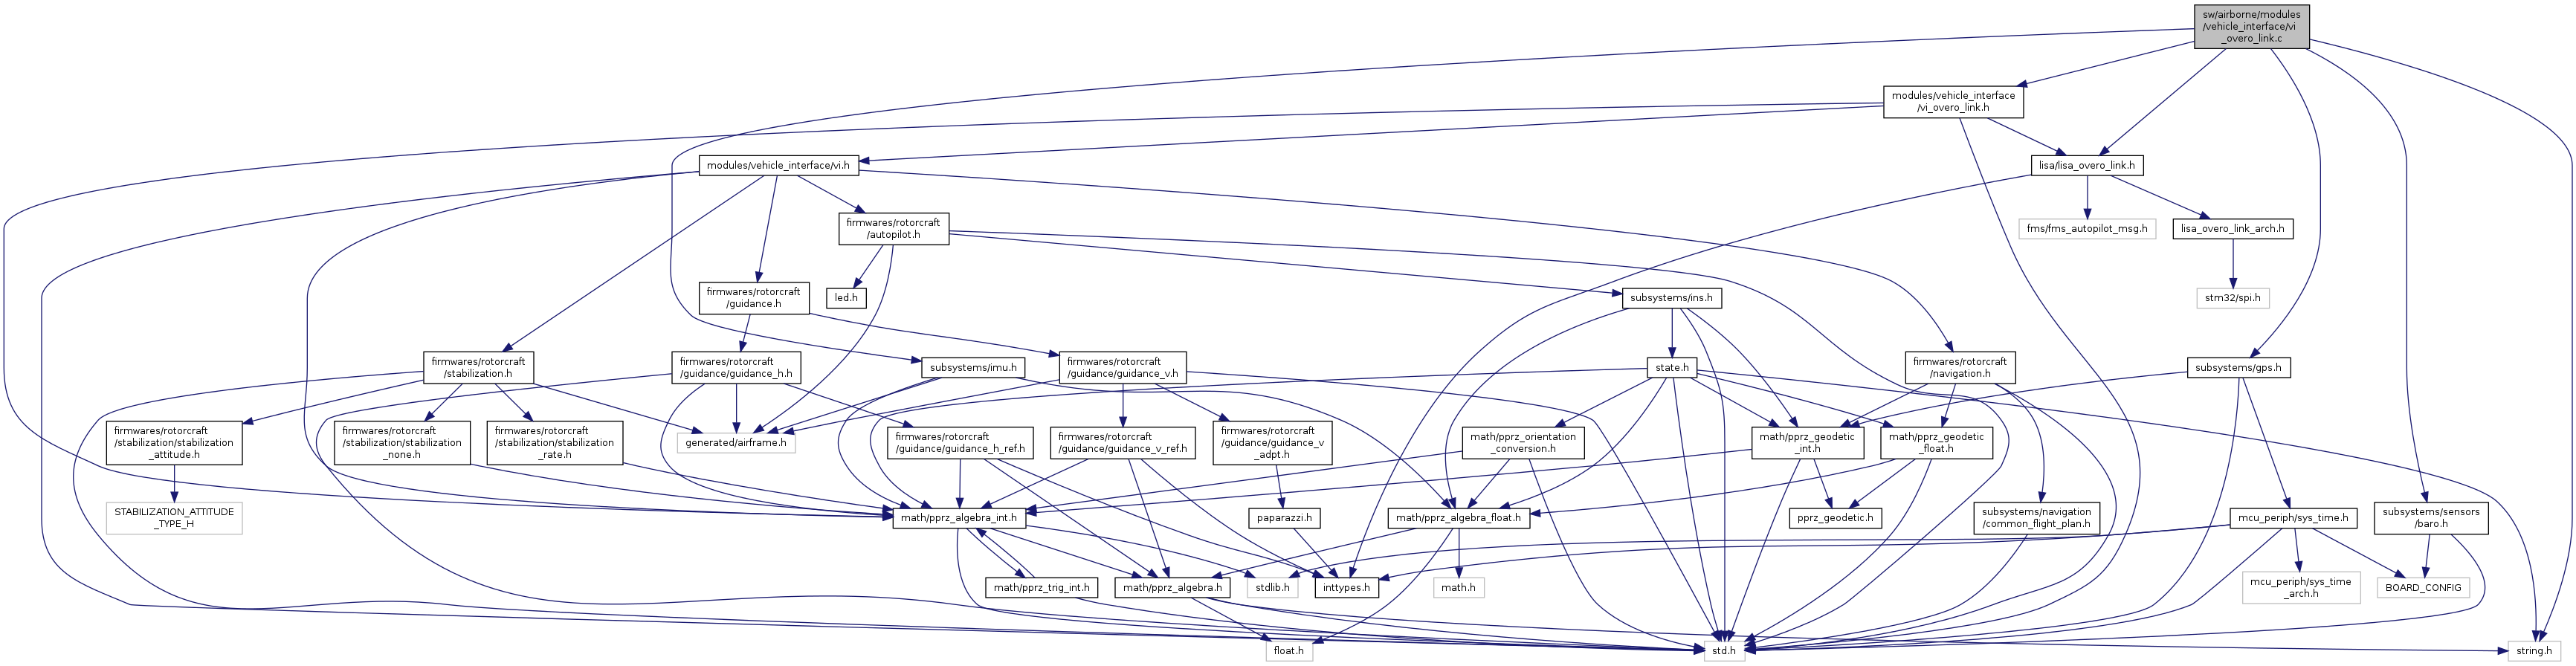 sw/airborne/modules
/vehicle_interface/vi
_overo_link.c
modules/vehicle_interface
/vi_overo_link.h
modules/vehicle_interface/vi.h
lisa/lisa_overo_link.h
firmwares/rotorcraft
/autopilot.h
fms/fms_autopilot_msg.h
lisa_overo_link_arch.h
firmwares/rotorcraft
/guidance.h
led.h
subsystems/ins.h
stm32/spi.h
firmwares/rotorcraft
/stabilization.h
firmwares/rotorcraft
/guidance/guidance_h.h
subsystems/imu.h
firmwares/rotorcraft
/guidance/guidance_v.h
state.h
firmwares/rotorcraft
/navigation.h
subsystems/gps.h
firmwares/rotorcraft
/stabilization/stabilization
_attitude.h
firmwares/rotorcraft
/stabilization/stabilization
_none.h
firmwares/rotorcraft
/stabilization/stabilization
_rate.h
generated/airframe.h
firmwares/rotorcraft
/guidance/guidance_h_ref.h
firmwares/rotorcraft
/guidance/guidance_v_ref.h
firmwares/rotorcraft
/guidance/guidance_v
_adpt.h
math/pprz_orientation
_conversion.h
math/pprz_geodetic
_int.h
math/pprz_geodetic
_float.h
STABILIZATION_ATTITUDE
_TYPE_H
math/pprz_algebra_int.h
paparazzi.h
math/pprz_algebra_float.h
pprz_geodetic.h
subsystems/navigation
/common_flight_plan.h
mcu_periph/sys_time.h
subsystems/sensors
/baro.h
math/pprz_trig_int.h
math/pprz_algebra.h
stdlib.h
inttypes.h
math.h
mcu_periph/sys_time
_arch.h
BOARD_CONFIG
float.h
std.h
string.h